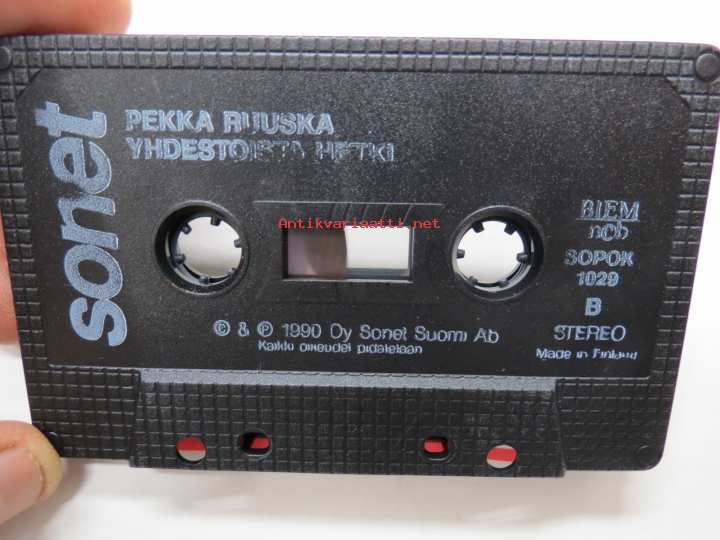 sonet
PEKKA RUUSKA
YHDESTOISTA HETKI
Antikvariaatti.net
BIEM
ncb
SOPOK
1029
B
STEREO
Made in Finland
© & ℗ 1990 Oy Sonet Suomi Ab
Kaikki oikeudet pidätetään